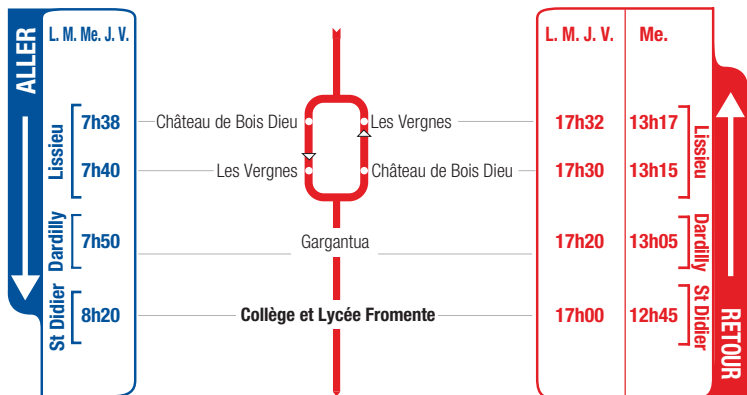 ALLER
L. M. Me. J. V.
L. M. J. V.
Me.
Lissieu
7h38
Château de Bois Dieu
Les Vergnes
17h32
13h17
Lissieu
7h40
Les Vergnes
Château de Bois Dieu
17h30
13h15
Dardilly
7h50
Gargantua
17h20
13h05
Dardilly
St Didier
8h20
Collège et Lycée Fromente
17h00
12h45
St Didier
RETOUR